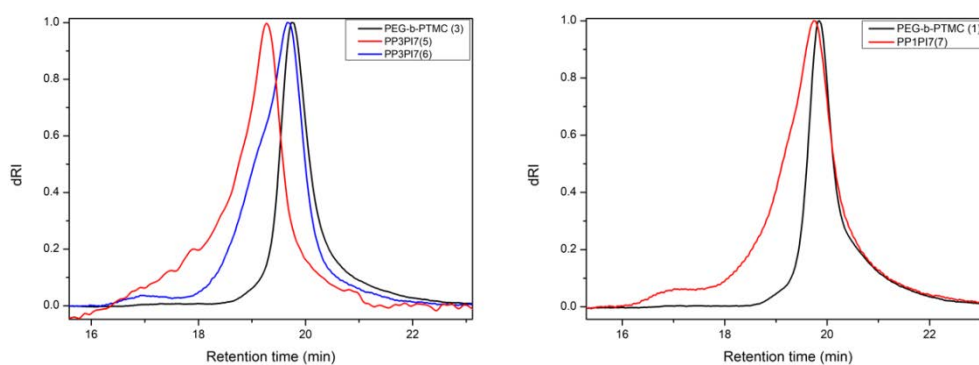 PEG-b-PTMC (3)
PP3PI7(5)
PP3PI7(6)
1.0
0.8
0.6
0.4
0.2
0.0
dRI
16 18 20 22
Retention time (min)
PEG-b-PTMC (1)
PP1PI7(7)
1.0
0.8
0.6
0.4
0.2
0.0
dRI
16 18 20 22
Retention time (min)